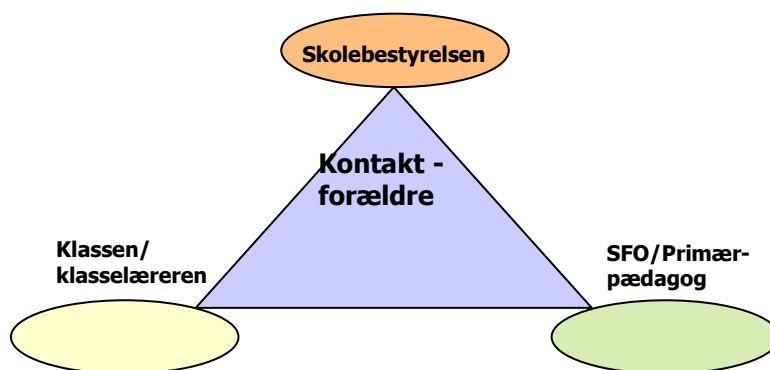 Skolebestyrelsen
Kontakt -
forældre
Klassen/
klasselæreren
SFO/Primær-
pædagog